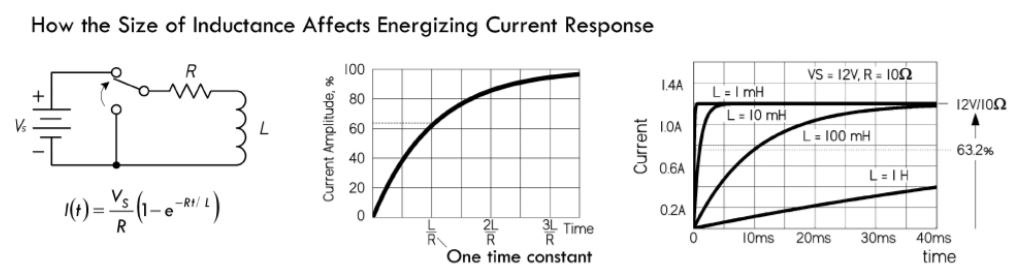 How the Size of Inductance Affects Energizing Current Response
R
+
Vs
−
L
I(t) = Vs/R (1 − e^−Rt/L)
Current Amplitude, %
100
80
60
40
20
0
L/R
2L/R
3L/R
Time
One time constant
Current
1.4A
1.0A
0.6A
0.2A
VS = 12V, R = 10Ω
L = 1 mH
L = 10 mH
L = 100 mH
L = 1 H
12V/10Ω
63.2%
0
10ms
20ms
30ms
40ms
time